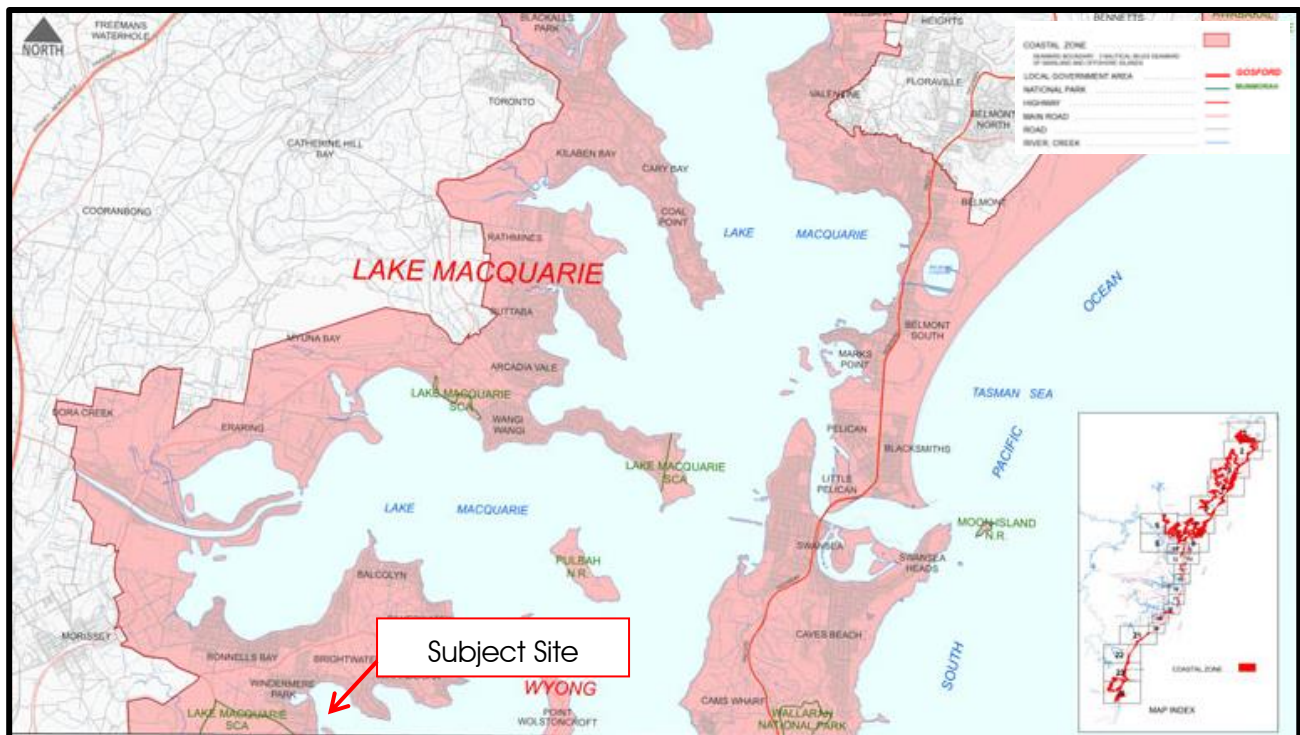 NORTH
FREEMANS
WATERHOLE
BLACKALLS
PARK
HEIGHTS
BENNETTS
COASTAL ZONE
LOCAL GOVERNMENT AREA
GOSFORD
NATIONAL PARK
MUNMORAH
HIGHWAY
MAIN ROAD
ROAD
RIVER, CREEK
FLORAVILLE
VALENTINE
BELMONT
NORTH
TORONTO
CATHERINE HILL
BAY
KILABEN BAY
CARY BAY
COORANBONG
COAL
POINT
BELMONT
LAKE MACQUARIE
RATHMINES
LAKE MACQUARIE
OCEAN
BUTTABA
MYUNA BAY
BELMONT
SOUTH
MARKS
POINT
ARCADIA VALE
LAKE MACQUARIE
SCA
TASMAN SEA
DORA CREEK
ERARING
WANGI
WANGI
PELICAN
BLACKSMITHS
PACIFIC
LAKE MACQUARIE
SCA
LITTLE
PELICAN
LAKE MACQUARIE
MOON ISLAND
N.R.
SWANSEA
SWANSEA
HEADS
PULBAH
N.R.
BALCOLYN
MORISSEY
CAVES BEACH
Subject Site
BONNELLS BAY
BRIGHTWATE
SOUTH
WINDERMERE
PARK
WYONG
CAMS WHARF
LAKE MACQUARIE
SCA
POINT
WOLSTONCROFT
WALLARAH
NATIONAL PARK
COASTAL ZONE
MAP INDEX